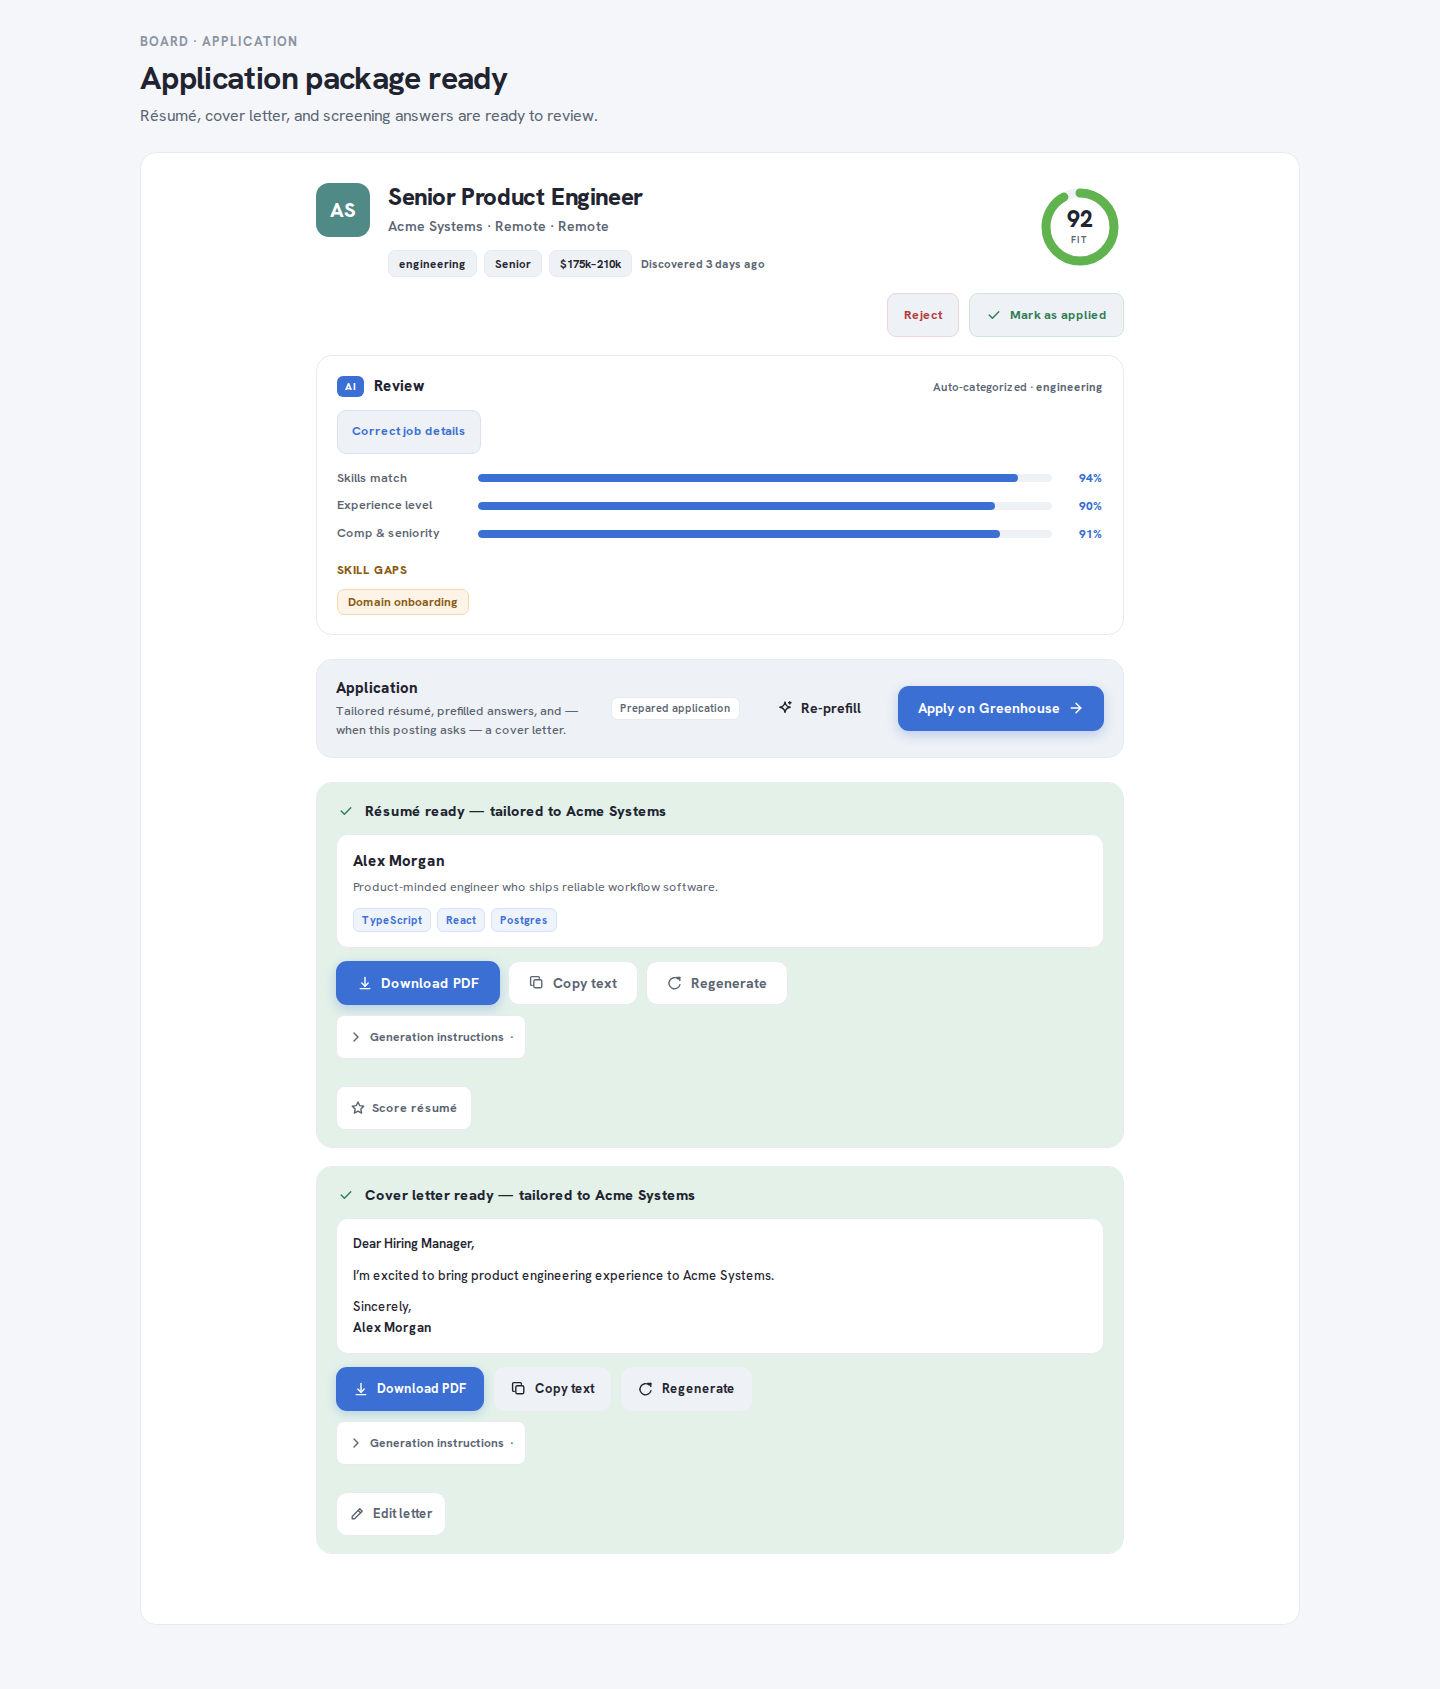 BOARD · APPLICATION
Application package ready
Résumé, cover letter, and screening answers are ready to review.
AS
Senior Product Engineer
Acme Systems · Remote · Remote
engineering
Senior
$175k–210k
Discovered 3 days ago
92
FIT
Reject
Mark as applied
AI
Review
Auto-categorized · engineering
Correct job details
Skills match
94%
Experience level
90%
Comp & seniority
91%
SKILL GAPS
Domain onboarding
Application
Tailored résumé, prefilled answers, and —
when this posting asks — a cover letter.
Prepared application
Re-prefill
Apply on Greenhouse
Résumé ready — tailored to Acme Systems
Alex Morgan
Product-minded engineer who ships reliable workflow software.
TypeScript
React
Postgres
Download PDF
Copy text
Regenerate
Generation instructions ·
Score résumé
Cover letter ready — tailored to Acme Systems
Dear Hiring Manager,
I’m excited to bring product engineering experience to Acme Systems.
Sincerely,
Alex Morgan
Download PDF
Copy text
Regenerate
Generation instructions ·
Edit letter